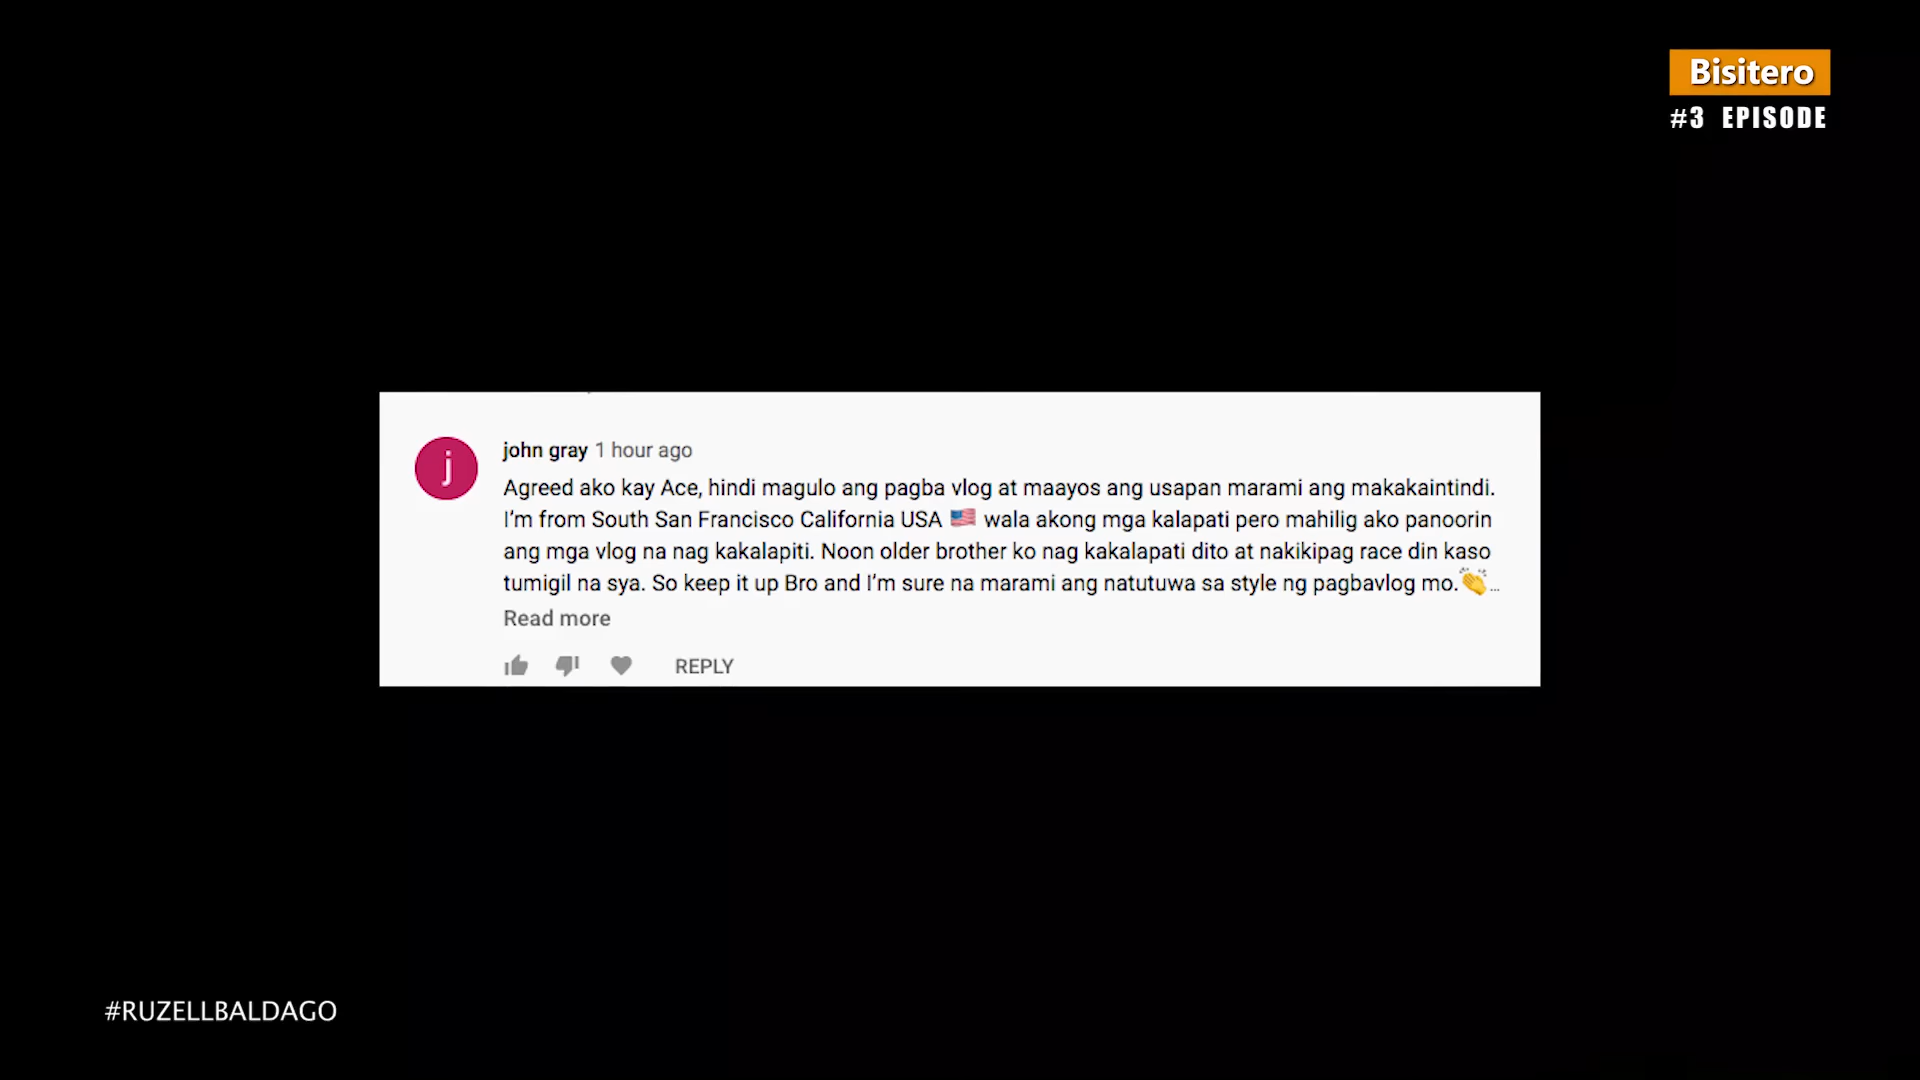 Bisitero
#3 EPISODE
j
john gray 1 hour ago
Agreed ako kay Ace, hindi magulo ang pagba vlog at maayos ang usapan marami ang makakaintindi.
I'm from South San Francisco California USA 🇺🇸 wala akong mga kalapati pero mahilig ako panoorin
ang mga vlog na nag kakalapiti. Noon older brother ko nag kakalapati dito at nakikipag race din kaso
tumigil na sya. So keep it up Bro and I'm sure na marami ang natutuwa sa style ng pagbavlog mo.👏...
Read more
REPLY
#RUZELLBALDAGO